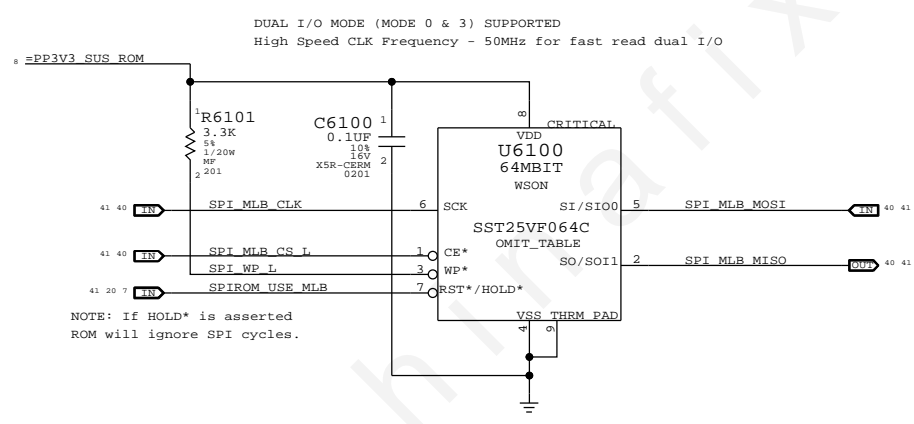 DUAL I/O MODE (MODE 0 & 3) SUPPORTED
High Speed CLK Frequency - 50MHz for fast read dual I/O
8 =PP3V3_SUS_ROM
1 R6101
3.3K
5%
1/20W
MF
2 201
C6100 1
0.1UF
10%
16V
X5R-CERM 2
0201
8
CRITICAL
VDD
U6100
64MBIT
WSON
41 40 IN SPI_MLB_CLK 6 SCK
SI/SIO0 5 SPI_MLB_MOSI IN 40 41
SST25VF064C
OMIT_TABLE
41 40 IN SPI_MLB_CS_L 1 CE*
SO/SOI1 2 SPI_MLB_MISO OUT 40 41
SPI_WP_L 3 WP*
41 20 7 IN SPIROM_USE_MLB 7 RST*/HOLD*
NOTE: If HOLD* is asserted
ROM will ignore SPI cycles.
VSS THRM_PAD
4 9
hinafix